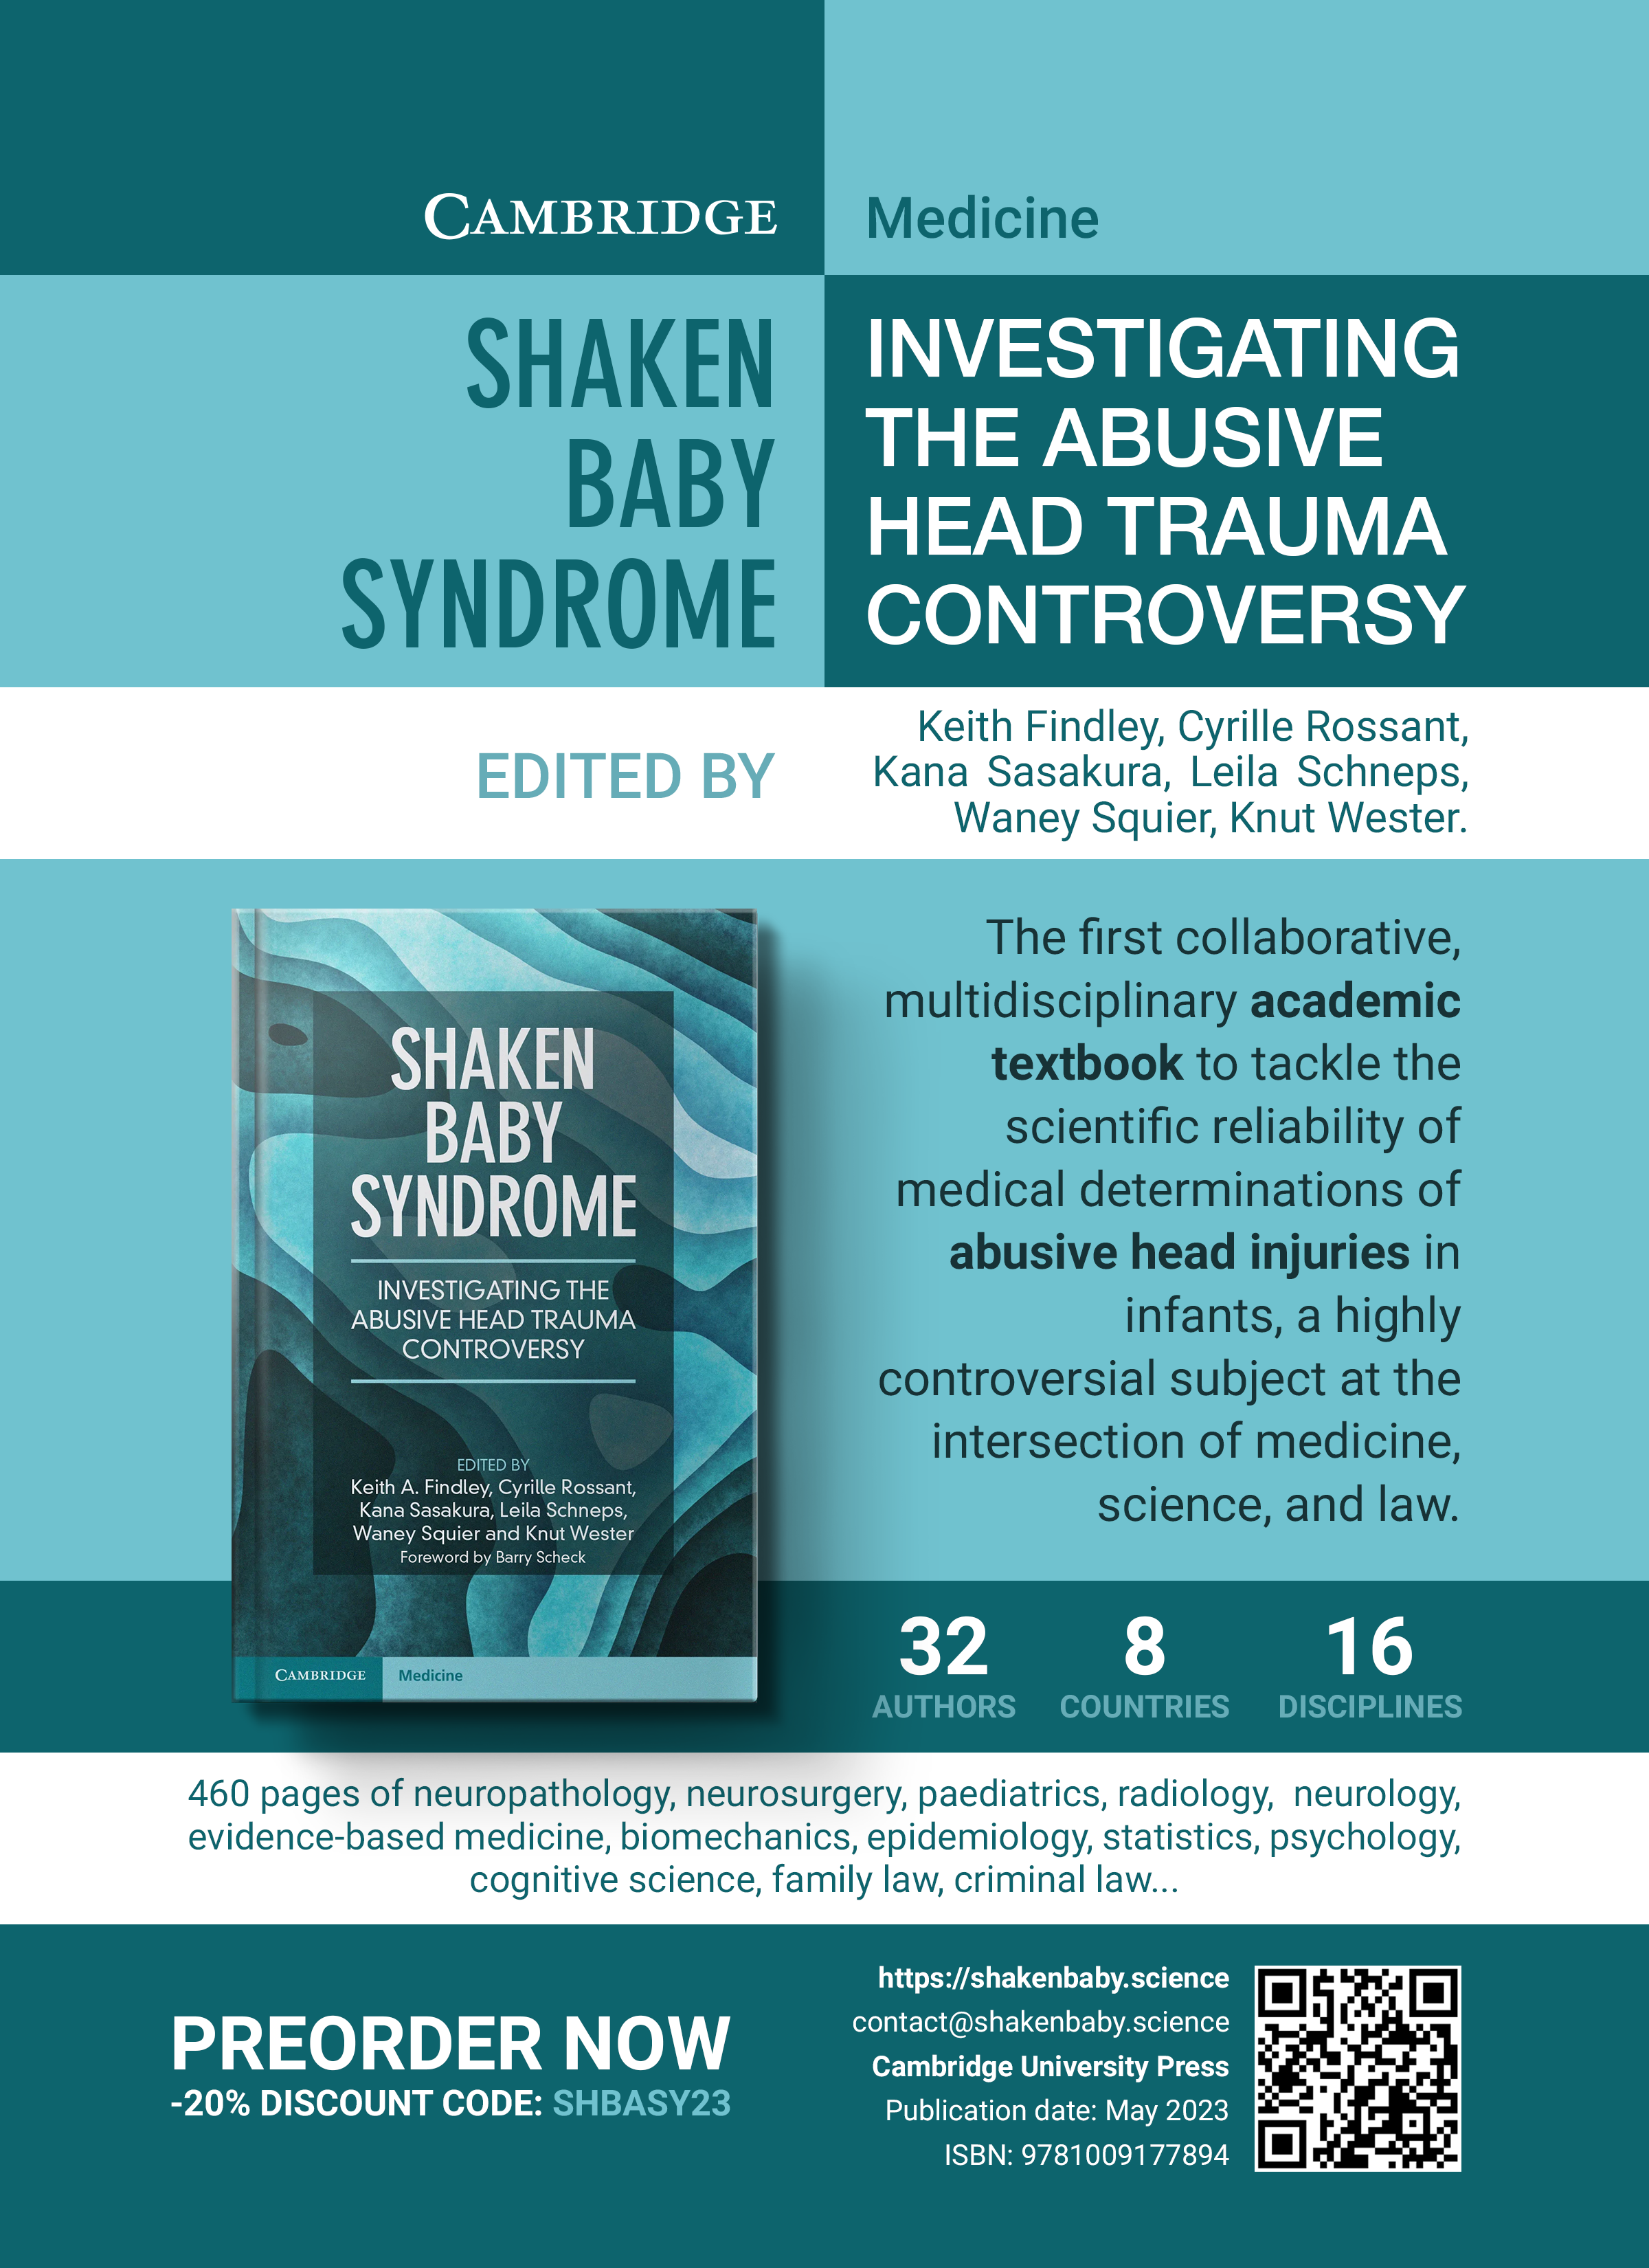 CAMBRIDGE
Medicine
SHAKEN
BABY
SYNDROME
INVESTIGATING
THE ABUSIVE
HEAD TRAUMA
CONTROVERSY
EDITED BY
Keith Findley, Cyrille Rossant,
Kana Sasakura, Leila Schneps,
Waney Squier, Knut Wester.
SHAKEN
BABY
SYNDROME
INVESTIGATING THE
ABUSIVE HEAD TRAUMA
CONTROVERSY
EDITED BY
Keith A. Findley, Cyrille Rossant,
Kana Sasakura, Leila Schneps,
Waney Squier and Knut Wester
Foreword by Barry Scheck
CAMBRIDGE Medicine
The first collaborative,
multidisciplinary academic
textbook to tackle the
scientific reliability of
medical determinations of
abusive head injuries in
infants, a highly
controversial subject at the
intersection of medicine,
science, and law.
32 8 16
AUTHORS COUNTRIES DISCIPLINES
460 pages of neuropathology, neurosurgery, paediatrics, radiology, neurology,
evidence-based medicine, biomechanics, epidemiology, statistics, psychology,
cognitive science, family law, criminal law...
PREORDER NOW
-20% DISCOUNT CODE: SHBASY23
https://shakenbaby.science
contact@shakenbaby.science
Cambridge University Press
Publication date: May 2023
ISBN: 9781009177894